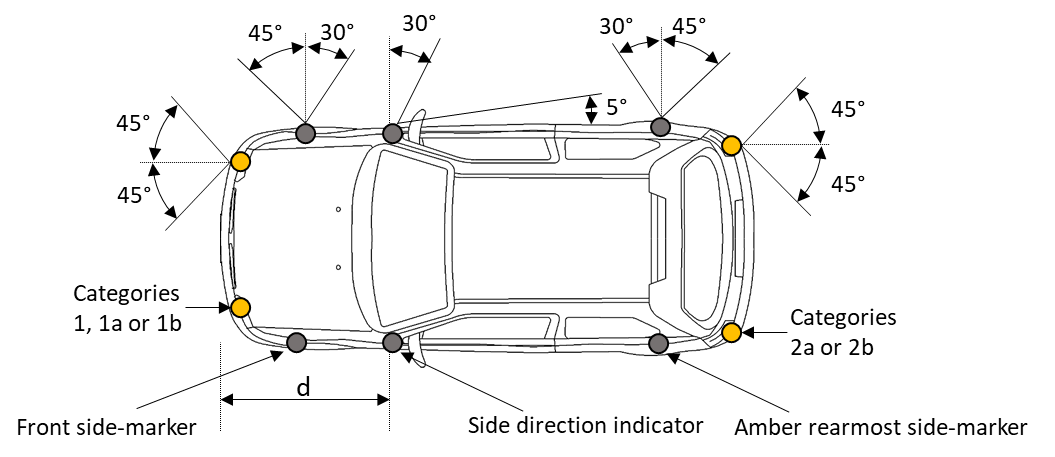 45° 30° 30° 30° 45°
45° 5° 45°
45° 45°
Categories
1, 1a or 1b
Categories
2a or 2b
d
Front side-marker
Side direction indicator
Amber rearmost side-marker